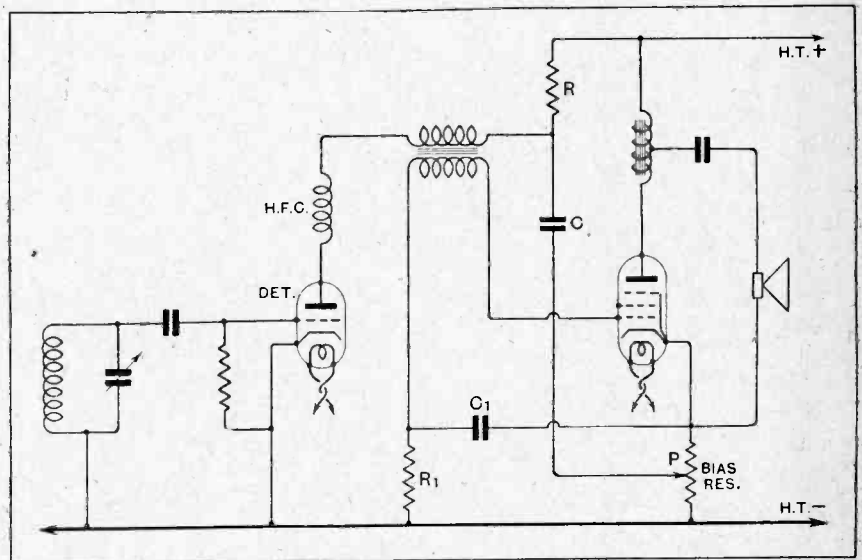 H.T.+
R
H.F.C.
C
DET.
C1
P
BIAS
RES.
R1
H.T.-